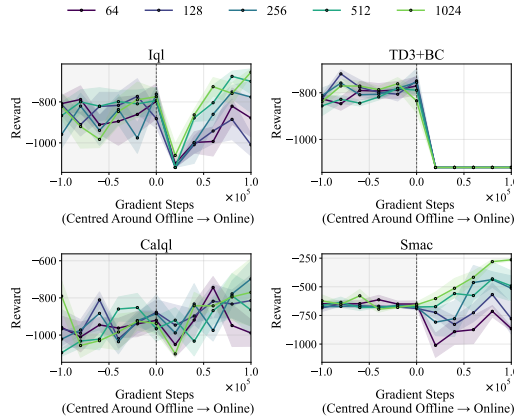 64 128 256 512 1024
Iql
Reward
−800
−1000
−1.0 −0.5 0.0 0.5 1.0
×10⁵
Gradient Steps
(Centred Around Offline → Online)
TD3+BC
Reward
−800
−1000
−1.0 −0.5 0.0 0.5 1.0
×10⁵
Gradient Steps
(Centred Around Offline → Online)
Calql
Reward
−600
−800
−1000
−1.0 −0.5 0.0 0.5 1.0
×10⁵
Gradient Steps
(Centred Around Offline → Online)
Smac
Reward
−250
−500
−750
−1000
−1.0 −0.5 0.0 0.5 1.0
×10⁵
Gradient Steps
(Centred Around Offline → Online)